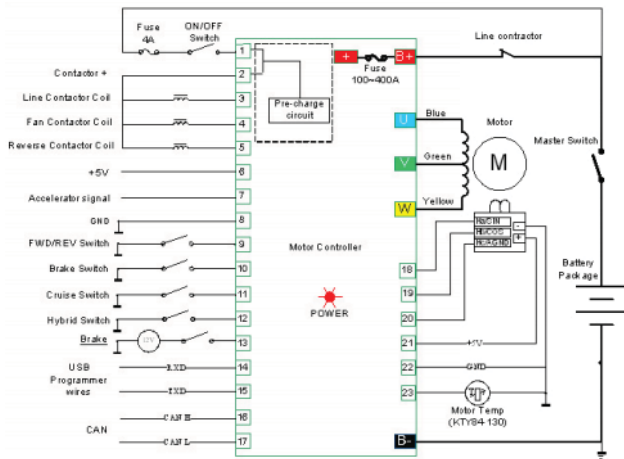 Fuse
4A
ON/OFF
Switch
1
Contactor +
2
Line Contactor Coil
3
Fan Contactor Coil
4
Reverse Contactor Coil
5
+5V
6
Accelerator signal
7
GND
8
FWD/REV Switch
9
Brake Switch
10
Cruise Switch
11
Hybrid Switch
12
Brake
12V
13
USB
Programmer
wires
RXD
14
TXD
15
CAN
CAN H
16
CAN L
17
Pre-charge
circuit
+
Fuse
100~400A
B+
Line contractor
U
Blue
V
Green
W
Yellow
Motor
M
Master Switch
Motor Controller
POWER
-
+
18
19
20
21
+5V
22
GND
23
Motor Temp
(KTY84-130)
Battery
Package
B-